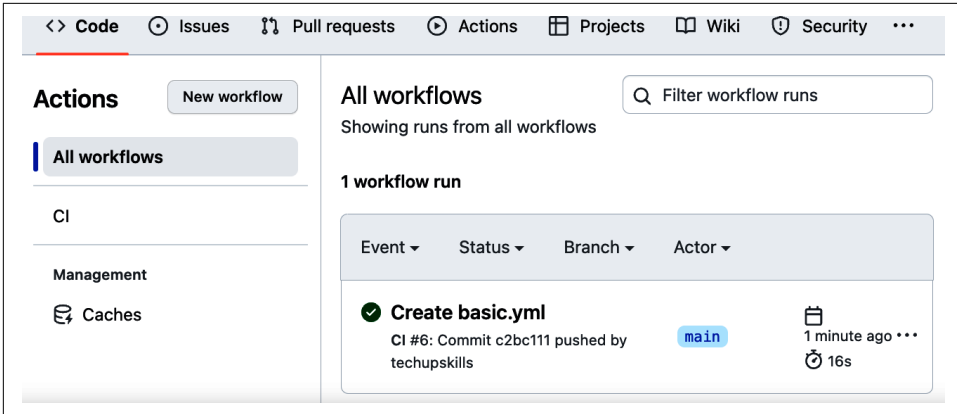 <> Code Issues Pull requests Actions Projects Wiki Security ...
Actions
New workflow
All workflows
CI
Management
Caches
All workflows
Filter workflow runs
Showing runs from all workflows
1 workflow run
Event Status Branch Actor
Create basic.yml
CI #6: Commit c2bc111 pushed by
techupskills
main
1 minute ago ...
16s